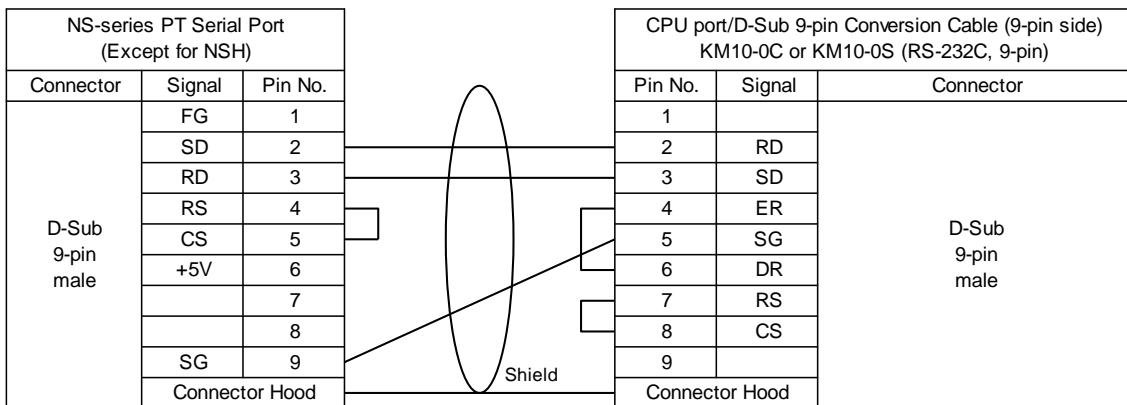 NS-series PT Serial Port
(Except for NSH)
CPU port/D-Sub 9-pin Conversion Cable (9-pin side)
KM10-0C or KM10-0S (RS-232C, 9-pin)
Connector Signal Pin No.
Pin No. Signal Connector
FG 1
1
SD 2
2 RD
RD 3
3 SD
RS 4
4 ER
CS 5
5 SG
+5V 6
6 DR
7
7 RS
8
8 CS
SG 9
9
D-Sub
9-pin
male
D-Sub
9-pin
male
Shield
Connector Hood
Connector Hood